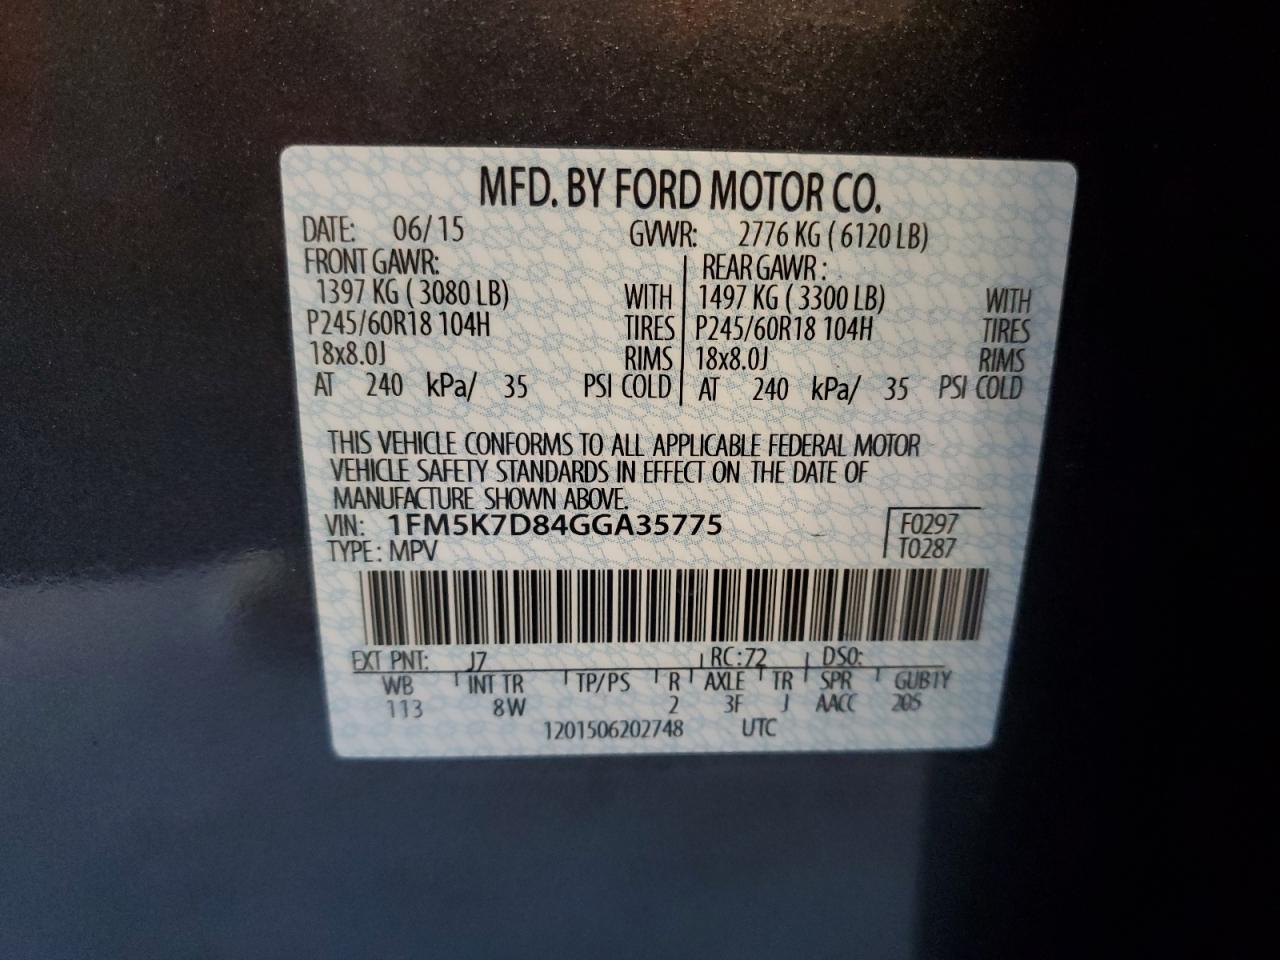 MFD. BY FORD MOTOR CO.
DATE: 06/15 GVWR: 2776 KG ( 6120 LB)
FRONT GAWR: REAR GAWR :
1397 KG ( 3080 LB) WITH 1497 KG ( 3300 LB) WITH
P245/60R18 104H TIRES P245/60R18 104H TIRES
18x8.0J RIMS 18x8.0J RIMS
AT 240 kPa/ 35 PSI COLD AT 240 kPa/ 35 PSI COLD
THIS VEHICLE CONFORMS TO ALL APPLICABLE FEDERAL MOTOR
VEHICLE SAFETY STANDARDS IN EFFECT ON THE DATE OF
MANUFACTURE SHOWN ABOVE.
VIN: 1FM5K7D84GGA35775 F0297
TYPE: MPV T0287
EXT PNT: J7 RC:72 DSO:
WB INT TR TP/PS R AXLE TR SPR GUB1Y
113 8W 2 3F J AACC 205
1201506202748 UTC